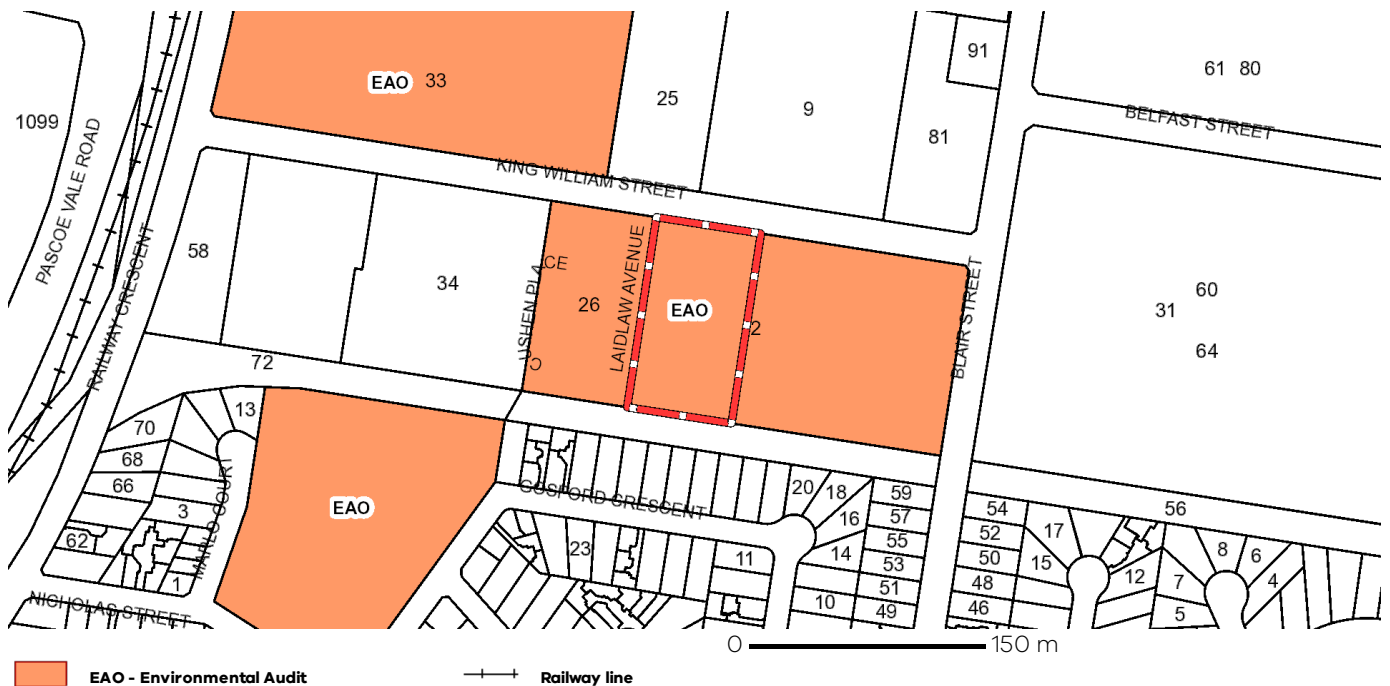 EAO 33
25
9
91
81
61 80
1099
BELFAST STREET
KING WILLIAM STREET
PASCOE VALE ROAD
RAILWAY CRESCENT
58
34
USHEN PLACE
C
26
LAIDLAW AVENUE
EAO
2
BLAIR STREET
31
60
64
72
13
70
68
66
3
62
1
MARLO COURT
NICHOLAS STREET
EAO
GOSFORD CRESCENT
23
11
20
18
16
14
10
59
57
55
53
51
49
54
52
50
48
46
17
15
56
12
7
5
8
6
4
0 150 m
EAO - Environmental Audit
Railway line